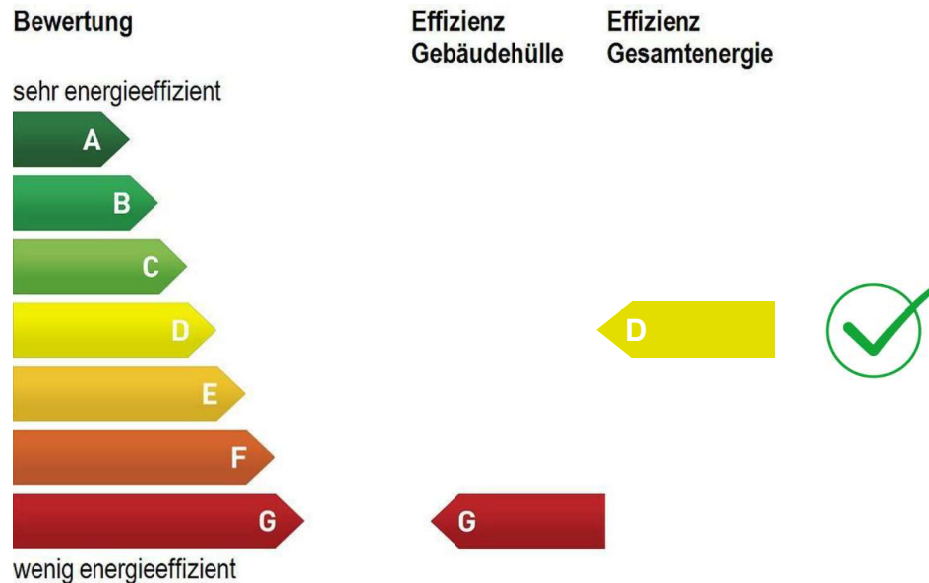 Bewertung
Effizienz
Gebäudehülle
Effizienz
Gesamtenergie
sehr energieeffizient
A
B
C
D
D
E
F
G
G
wenig energieeffizient